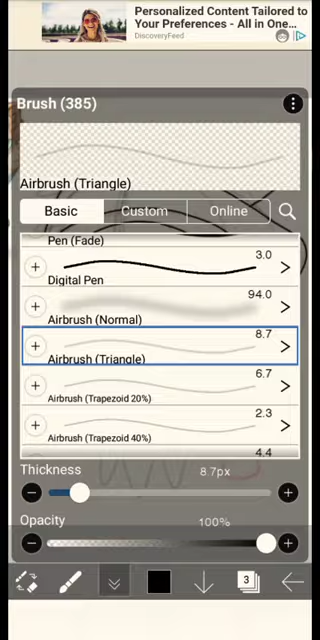 Personalized Content Tailored to
Your Preferences - All in One...
DiscoveryFeed
Brush (385)
Airbrush (Triangle)
Basic
Custom
Online
Pen (Fade)
3.0
Digital Pen
94.0
Airbrush (Normal)
8.7
Airbrush (Triangle)
6.7
Airbrush (Trapezoid 20%)
2.3
Airbrush (Trapezoid 40%)
4.4
Thickness
8.7px
Opacity
100%
3